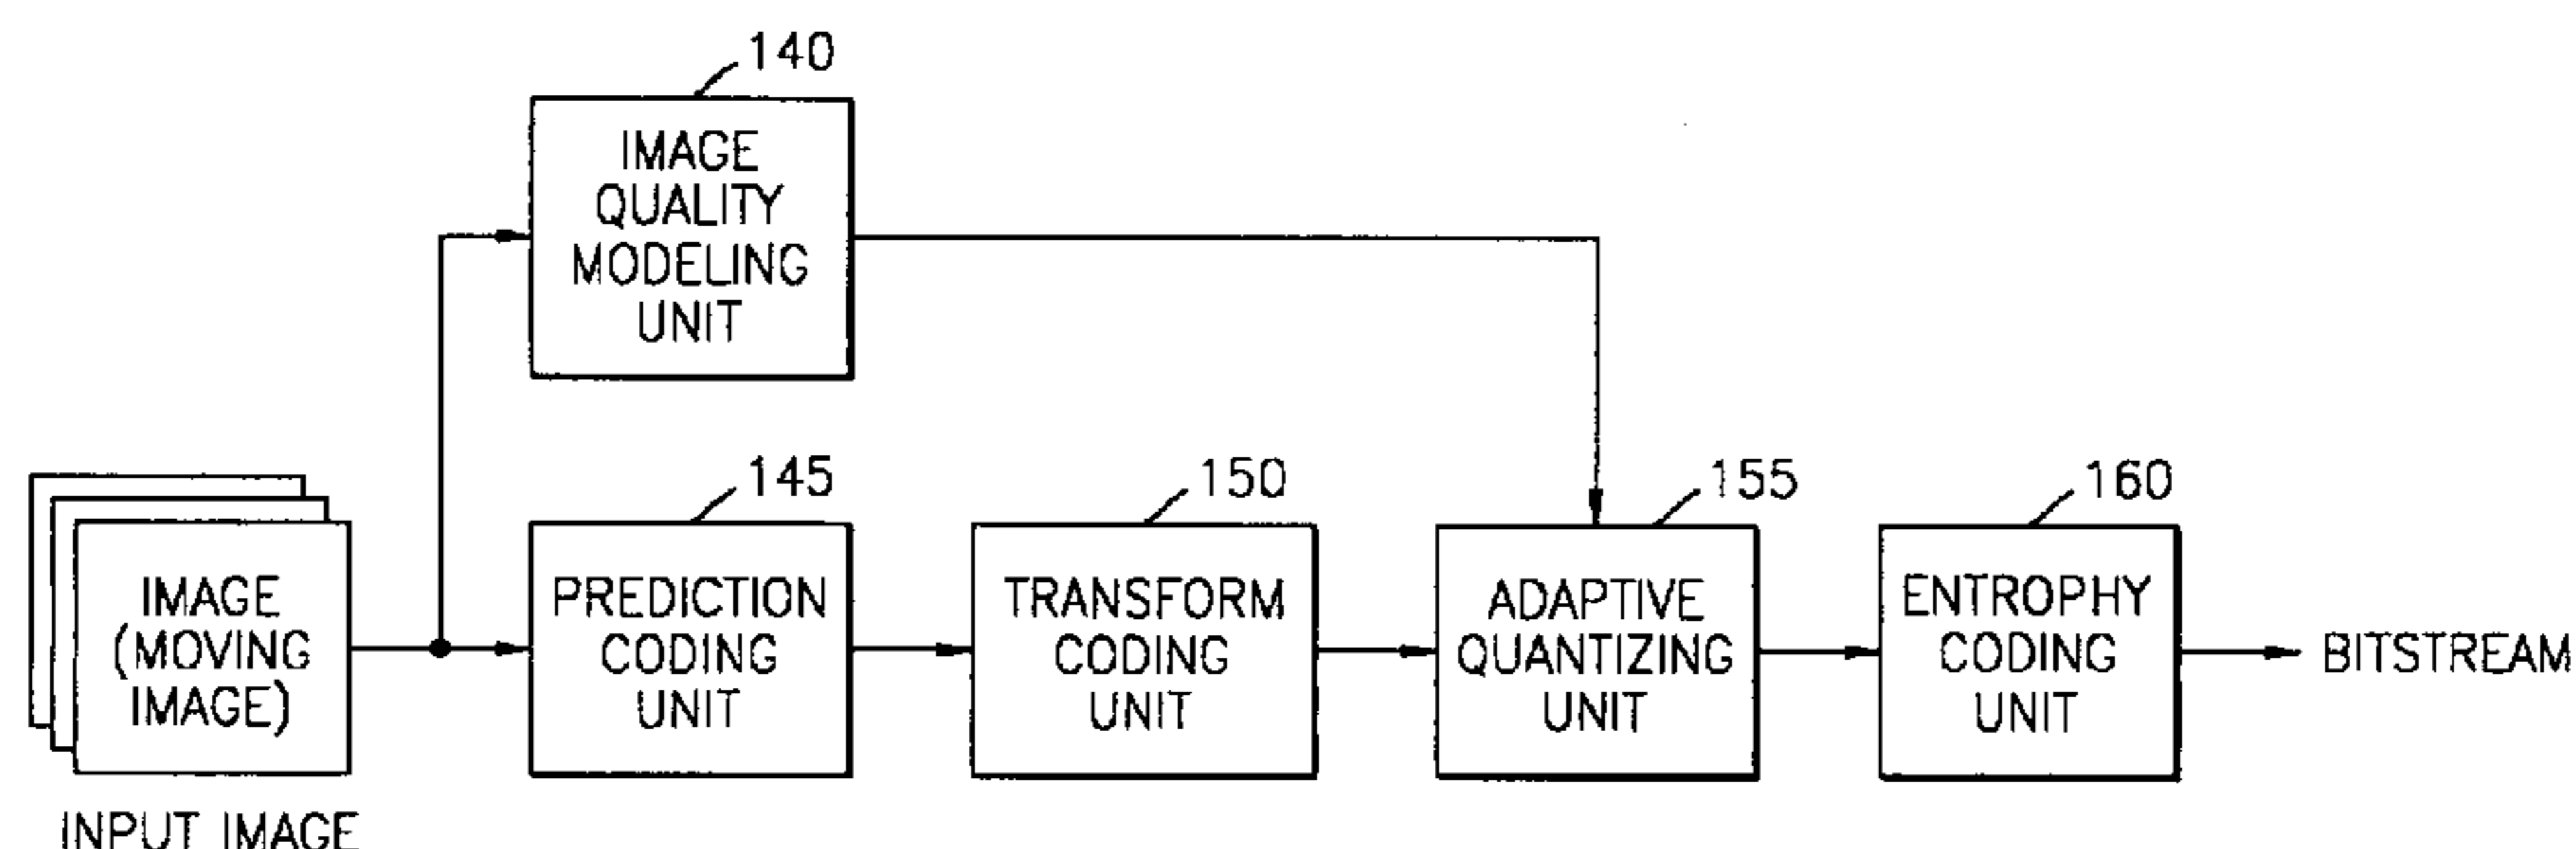 140
IMAGE
QUALITY
MODELING
UNIT
145
150
155
160
IMAGE
(MOVING
IMAGE)
PREDICTION
CODING
UNIT
TRANSFORM
CODING
UNIT
ADAPTIVE
QUANTIZING
UNIT
ENTROPHY
CODING
UNIT
BITSTREAM
INPUT IMAGE